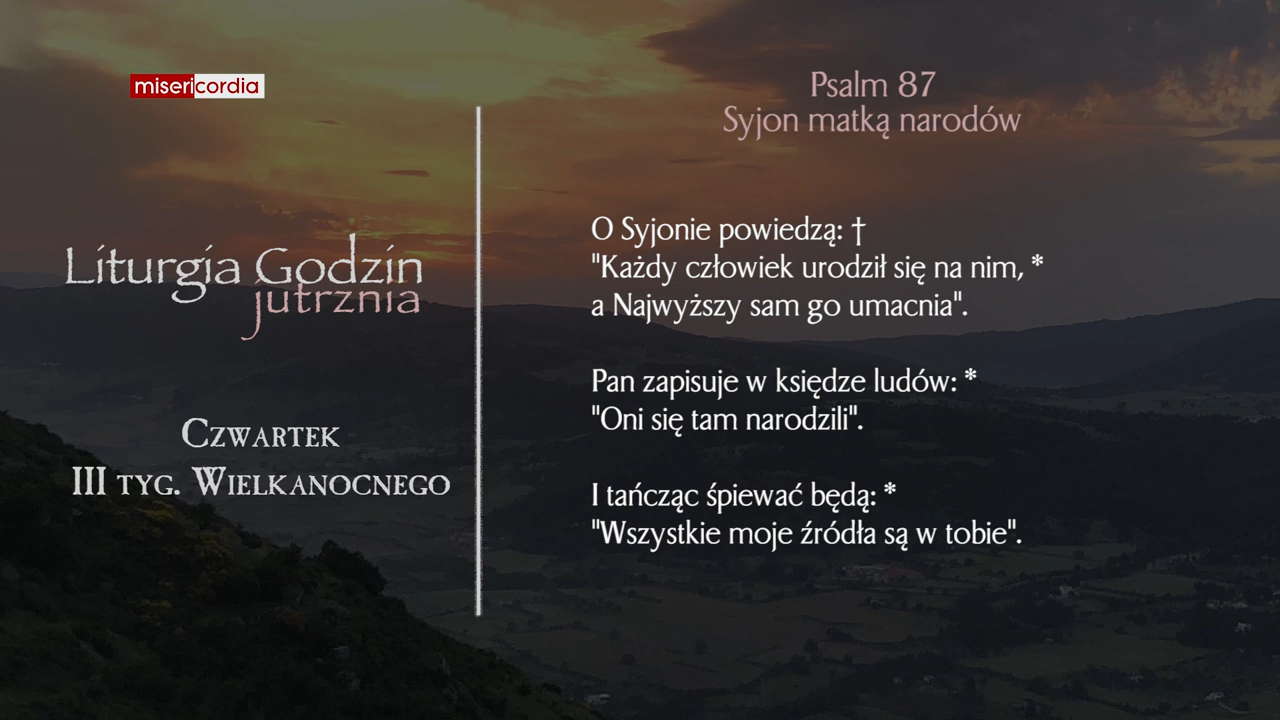 misericordia
Liturgia Godzin
jutrznia
Czwartek
III tyg. Wielkanocnego
Psalm 87
Syjon matką narodów
O Syjonie powiedzą: †
"Każdy człowiek urodził się na nim, *
a Najwyższy sam go umacnia".
Pan zapisuje w księdze ludów: *
"Oni się tam narodzili".
I tańcząc śpiewać będą: *
"Wszystkie moje źródła są w tobie".